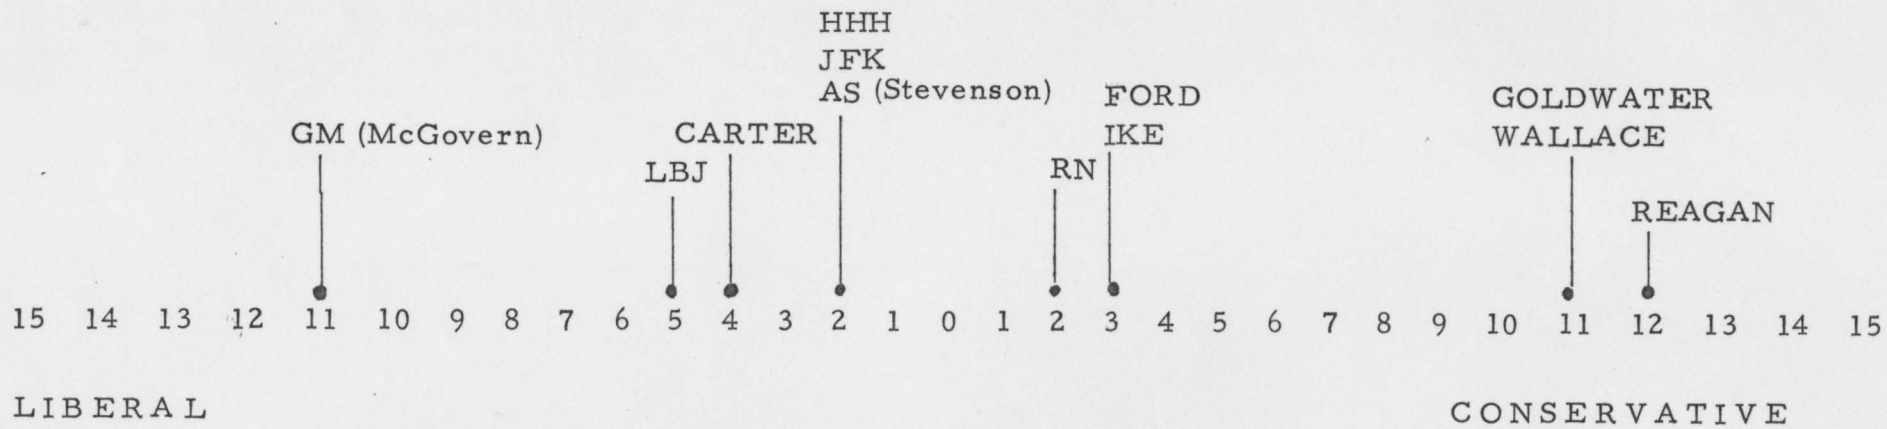 HHH
JFK
AS (Stevenson)
FORD
GOLDWATER
GM (McGovern)
CARTER
IKE
WALLACE
LBJ
RN
REAGAN
15 14 13 12 11 10 9 8 7 6 5 4 3 2 1 0 1 2 3 4 5 6 7 8 9 10 11 12 13 14 15
LIBERAL
CONSERVATIVE